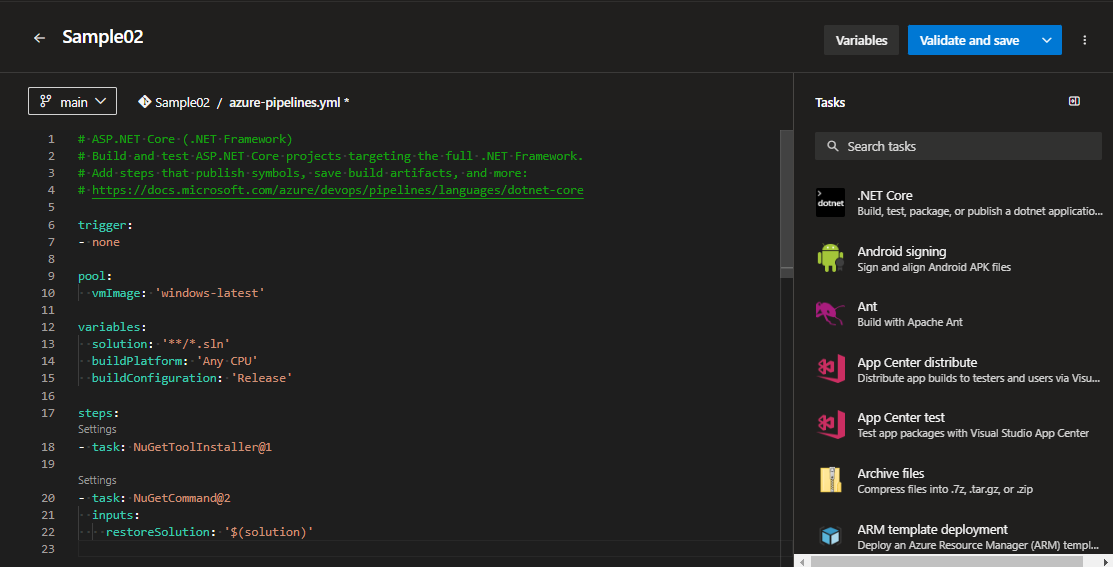 Sample02
Variables
Validate and save
main
Sample02 / azure-pipelines.yml *
1 # ASP.NET Core (.NET Framework)
2 # Build and test ASP.NET Core projects targeting the full .NET Framework.
3 # Add steps that publish symbols, save build artifacts, and more:
4 # https://docs.microsoft.com/azure/devops/pipelines/languages/dotnet-core
5
6 trigger:
7 - none
8
9 pool:
10   vmImage: 'windows-latest'
11
12 variables:
13   solution: '**/*.sln'
14   buildPlatform: 'Any CPU'
15   buildConfiguration: 'Release'
16
17 steps:
Settings
18 - task: NuGetToolInstaller@1
19
Settings
20 - task: NuGetCommand@2
21   inputs:
22     restoreSolution: '$(solution)'
23
Tasks
Search tasks
dotnet
.NET Core
Build, test, package, or publish a dotnet applicatio...
Android signing
Sign and align Android APK files
Ant
Build with Apache Ant
App Center distribute
Distribute app builds to testers and users via Visu...
App Center test
Test app packages with Visual Studio App Center
Archive files
Compress files into .7z, .tar.gz, or .zip
ARM template deployment
Deploy an Azure Resource Manager (ARM) templ...